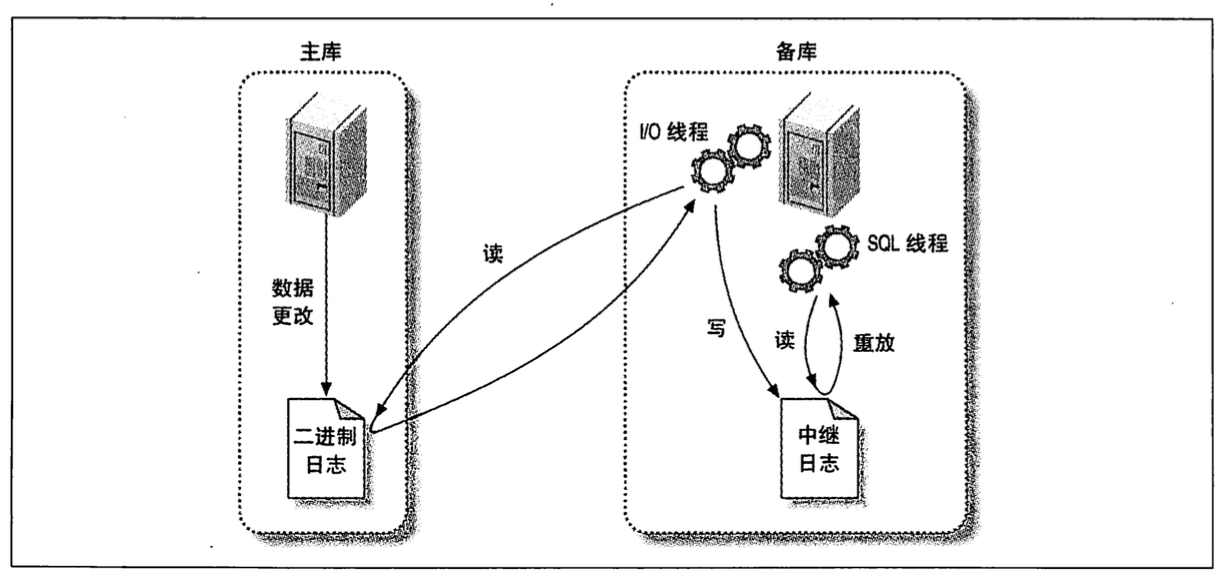 主库
备库
I/O 线程
SQL 线程
读
数据
更改
写
读
重放
二进制
日志
中继
日志